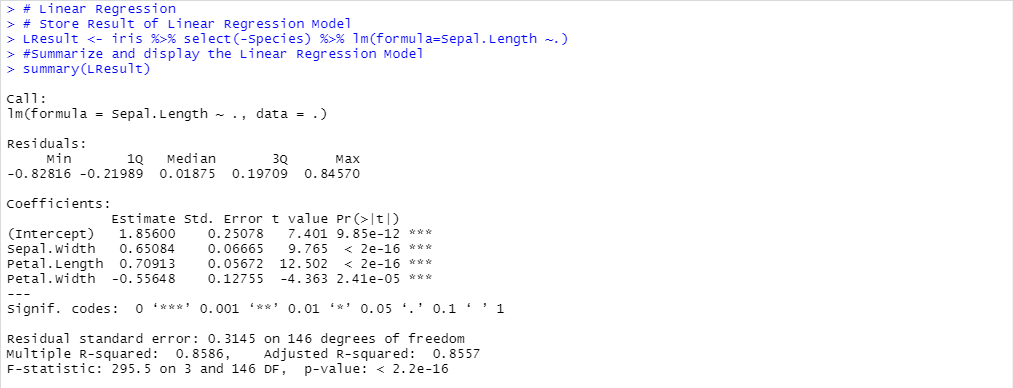 > # Linear Regression
> # Store Result of Linear Regression Model
> LResult <- iris %>% select(-Species) %>% lm(formula=Sepal.Length ~.)
> #Summarize and display the Linear Regression Model
> summary(LResult)

Call:
lm(formula = Sepal.Length ~ ., data = .)

Residuals:
     Min       1Q   Median       3Q      Max
-0.82816 -0.21989  0.01875  0.19709  0.84570

Coefficients:
             Estimate Std. Error t value Pr(>|t|)
(Intercept)   1.85600    0.25078   7.401 9.85e-12 ***
Sepal.Width   0.65084    0.06665   9.765  < 2e-16 ***
Petal.Length  0.70913    0.05672  12.502  < 2e-16 ***
Petal.Width  -0.55648    0.12755  -4.363 2.41e-05 ***
---
Signif. codes:  0 ‘***’ 0.001 ‘**’ 0.01 ‘*’ 0.05 ‘.’ 0.1 ‘ ’ 1

Residual standard error: 0.3145 on 146 degrees of freedom
Multiple R-squared:  0.8586,    Adjusted R-squared:  0.8557
F-statistic: 295.5 on 3 and 146 DF,  p-value: < 2.2e-16